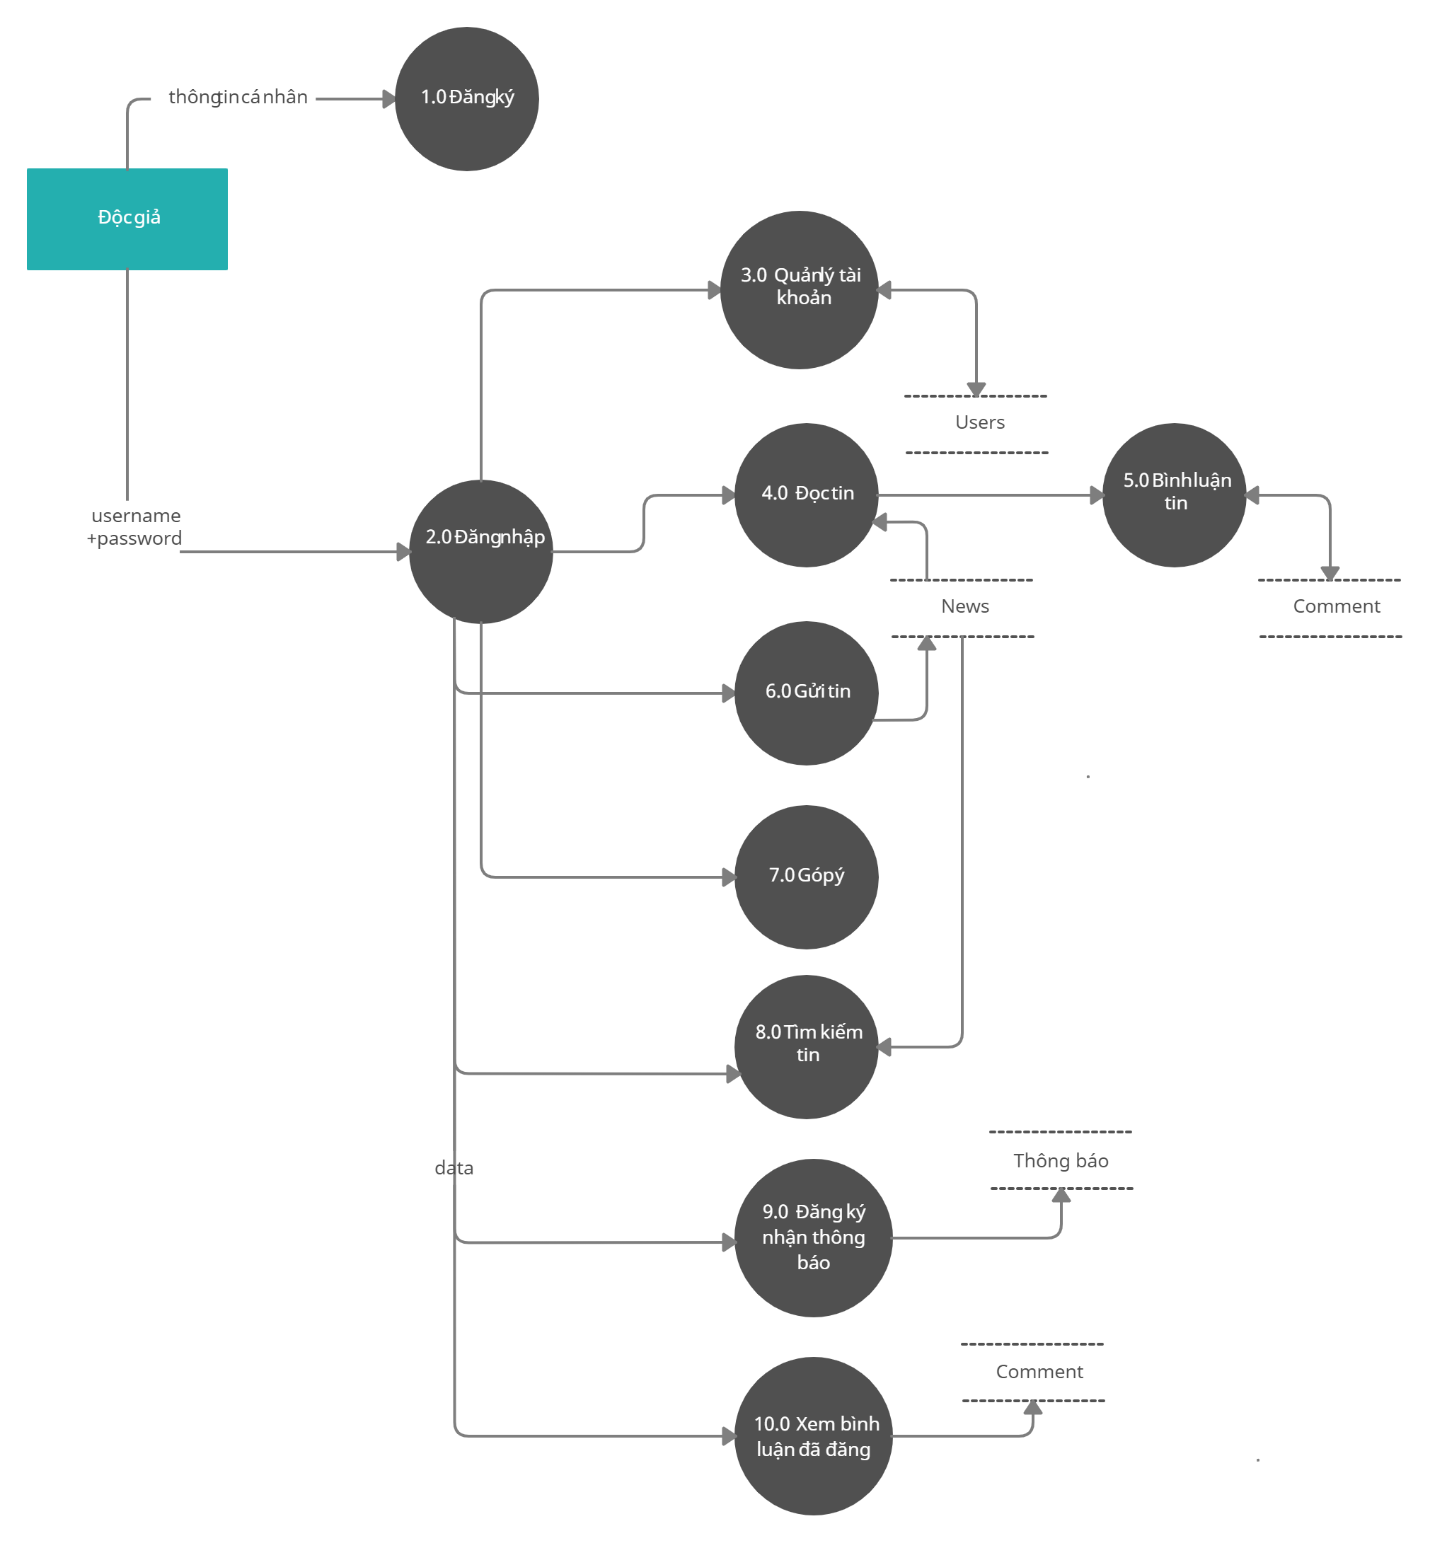 thông tin cá nhân
1.0 Đăng ký
Độc giả
3.0 Quản lý tài
khoản
Users
username
+password
2.0 Đăng nhập
4.0 Đọc tin
5.0 Bình luận
tin
News
Comment
6.0 Gửi tin
7.0 Góp ý
8.0 Tìm kiếm
tin
data
Thông báo
9.0 Đăng ký
nhận thông
báo
Comment
10.0 Xem bình
luận đã đăng